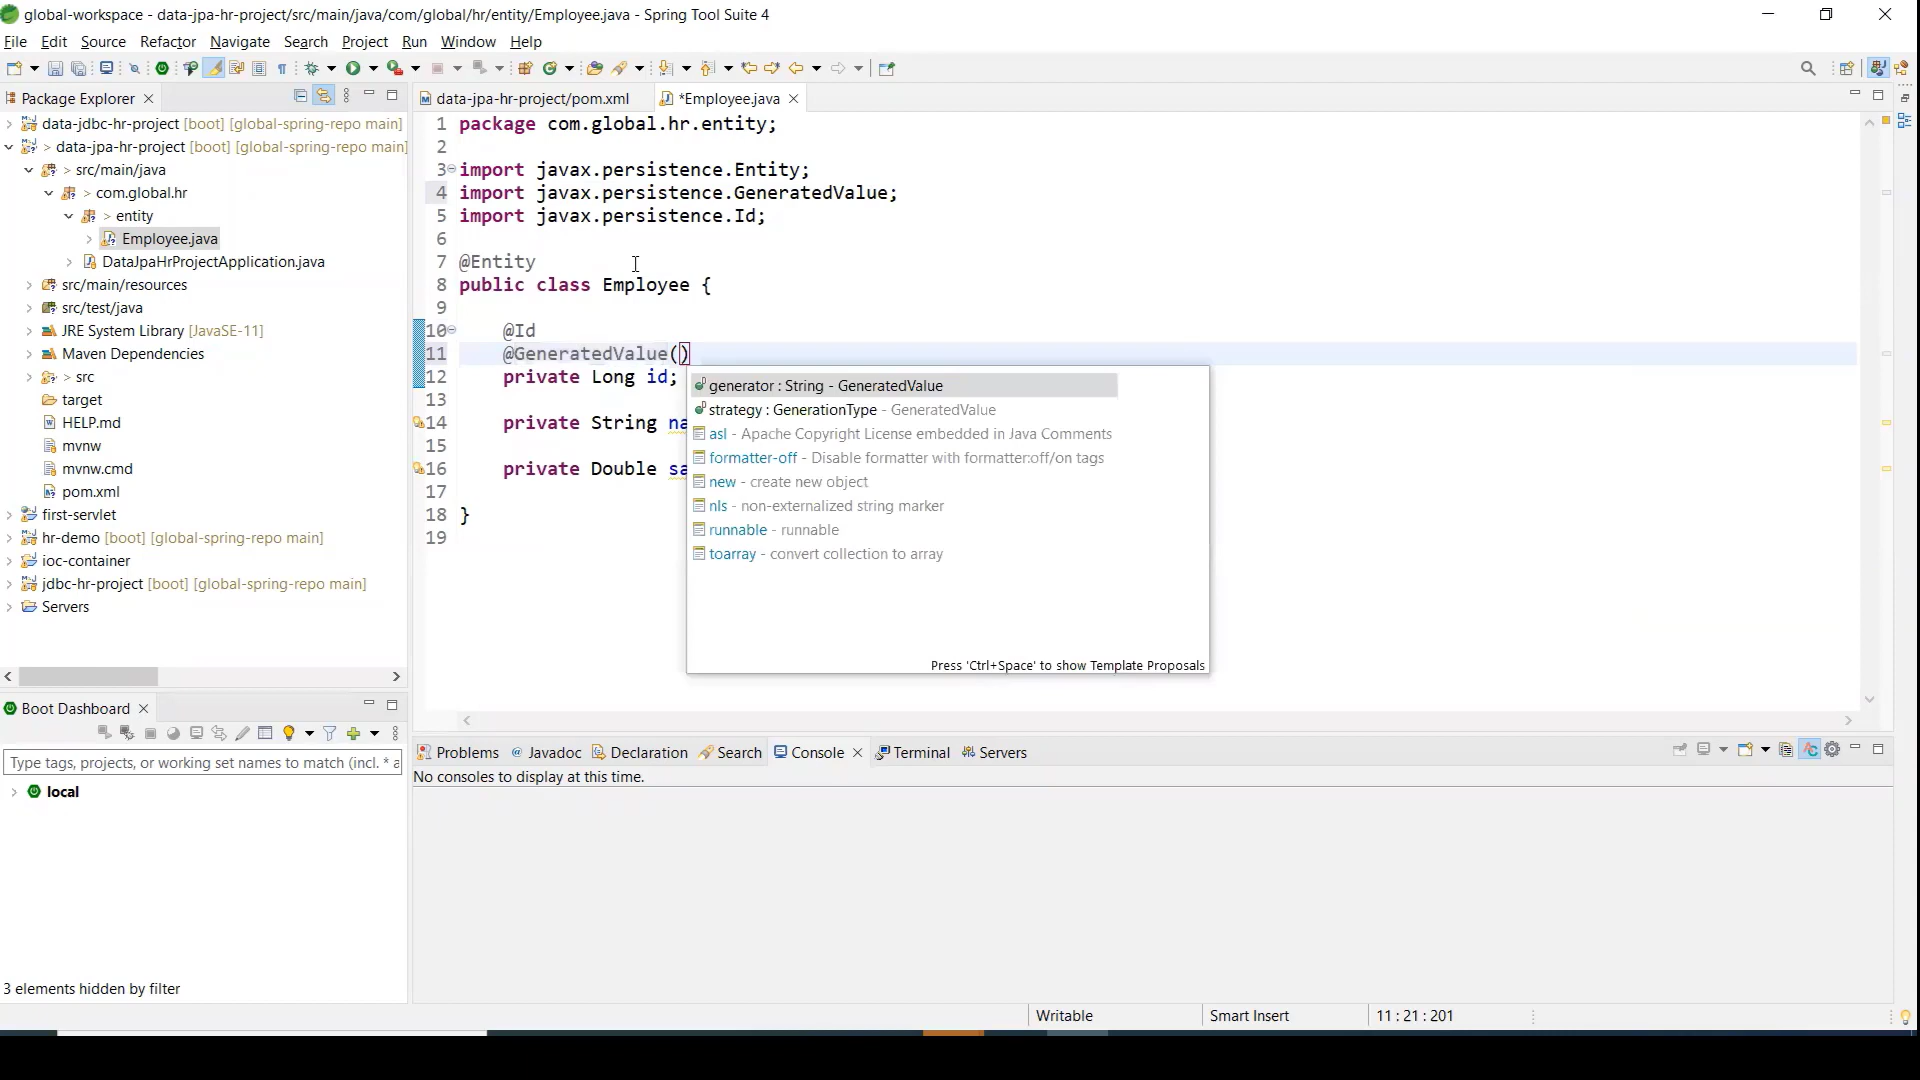 global-workspace - data-jpa-hr-project/src/main/java/com/global/hr/entity/Employee.java - Spring Tool Suite 4
File Edit Source Refactor Navigate Search Project Run Window Help
Package Explorer
data-jdbc-hr-project [boot] [global-spring-repo main]
> data-jpa-hr-project [boot] [global-spring-repo main]
> src/main/java
> com.global.hr
> entity
Employee.java
DataJpaHrProjectApplication.java
src/main/resources
src/test/java
JRE System Library [JavaSE-11]
Maven Dependencies
> src
target
HELP.md
mvnw
mvnw.cmd
pom.xml
first-servlet
hr-demo [boot] [global-spring-repo main]
ioc-container
jdbc-hr-project [boot] [global-spring-repo main]
Servers
Boot Dashboard
Type tags, projects, or working set names to match (incl. * a
local
3 elements hidden by filter
data-jpa-hr-project/pom.xml
*Employee.java
1 package com.global.hr.entity;
2
3 import javax.persistence.Entity;
4 import javax.persistence.GeneratedValue;
5 import javax.persistence.Id;
6
7 @Entity
8 public class Employee {
9
10 @Id
11 @GeneratedValue()
12 private Long id;
13
14 private String na
15
16 private Double sa
17
18 }
19
generator : String - GeneratedValue
strategy : GenerationType - GeneratedValue
asl - Apache Copyright License embedded in Java Comments
formatter-off - Disable formatter with formatter:off/on tags
new - create new object
nls - non-externalized string marker
runnable - runnable
toarray - convert collection to array
Press 'Ctrl+Space' to show Template Proposals
Problems @ Javadoc Declaration Search Console Terminal Servers
No consoles to display at this time.
Writable Smart Insert 11 : 21 : 201